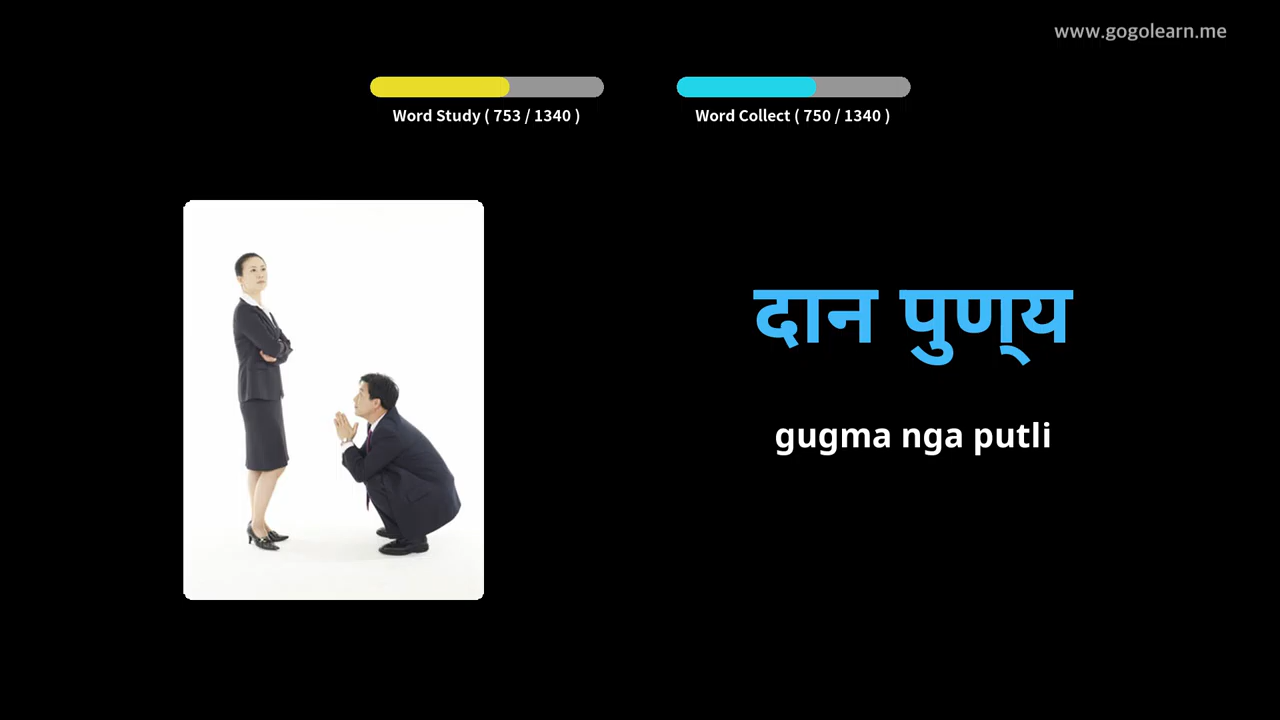 www.gogolearn.me
Word Study ( 753 / 1340 )
Word Collect ( 750 / 1340 )
दान पुण्‌य
gugma nga putli